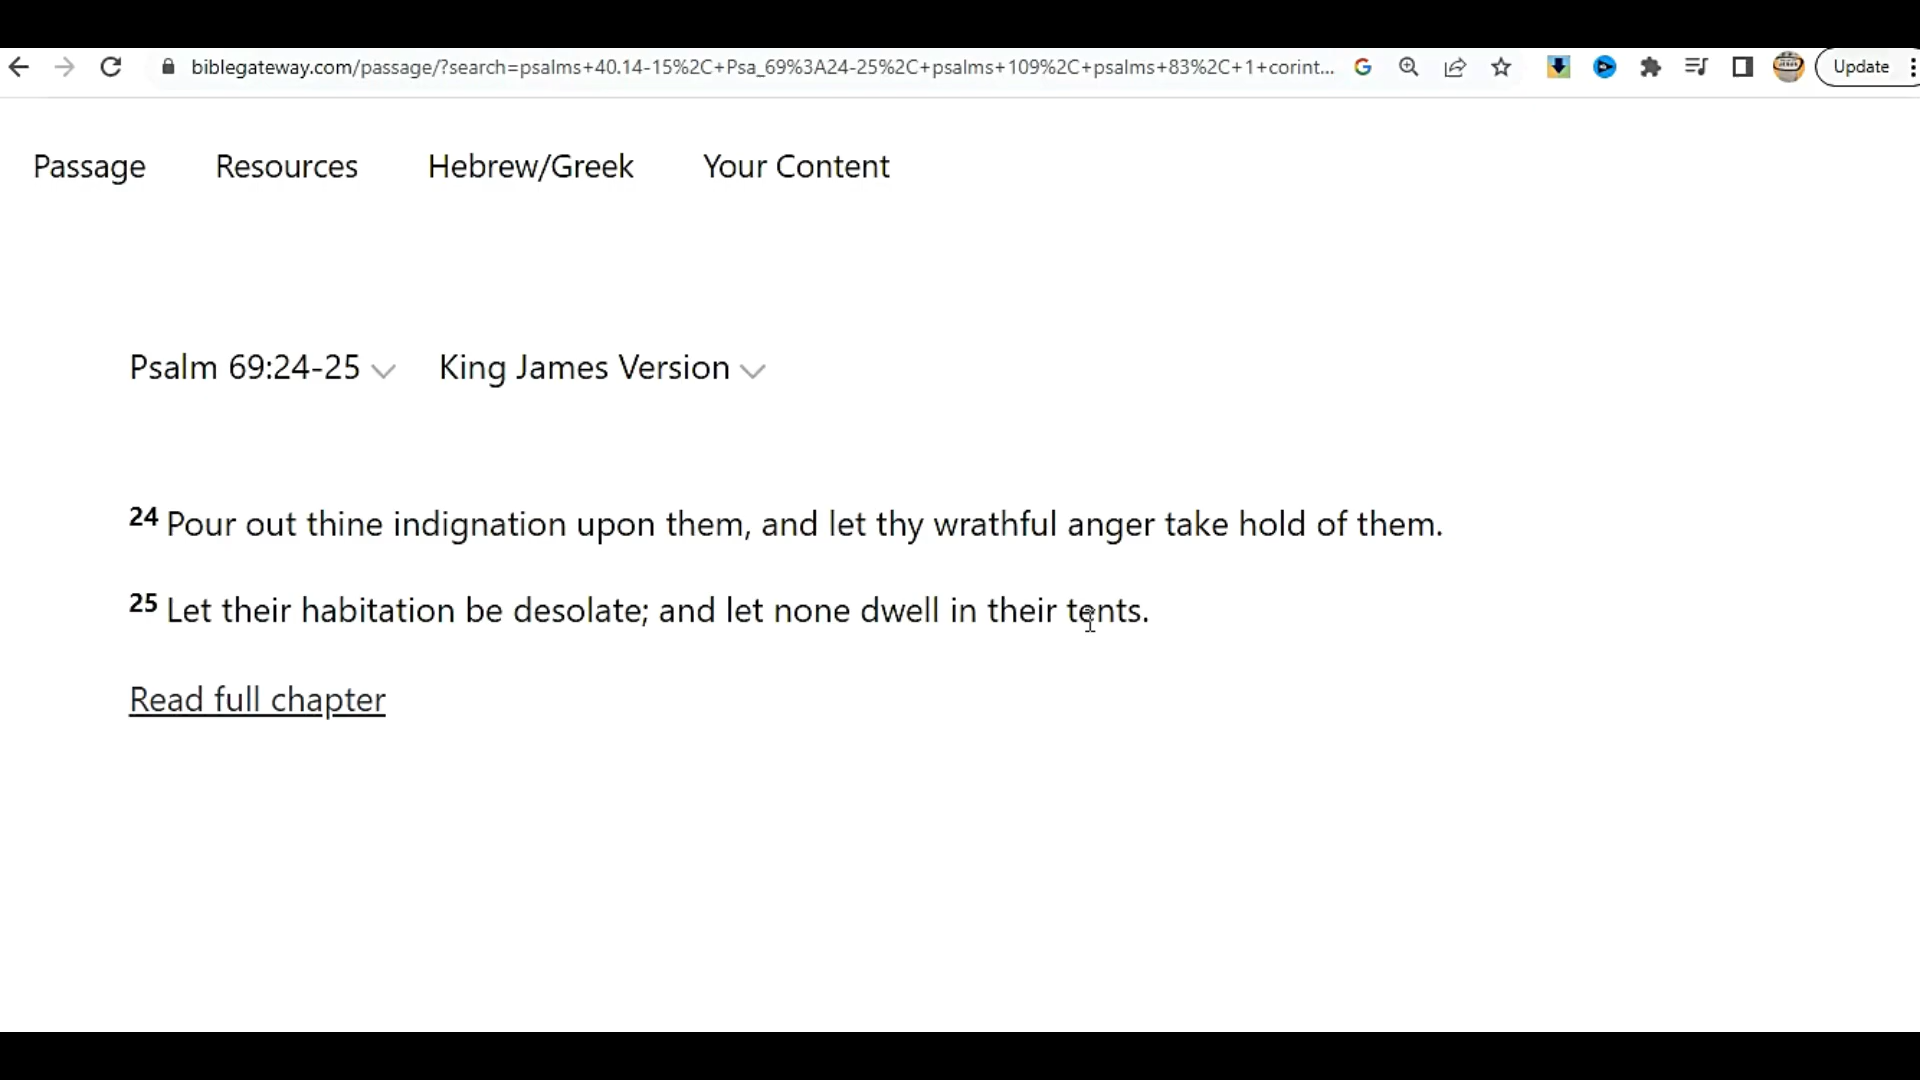 biblegateway.com/passage/?search=psalms+40.14-15%2C+Psa_69%3A24-25%2C+psalms+109%2C+psalms+83%2C+1+corint...
Update
Passage Resources Hebrew/Greek Your Content
Psalm 69:24-25 King James Version
24 Pour out thine indignation upon them, and let thy wrathful anger take hold of them.
25 Let their habitation be desolate; and let none dwell in their tents.
Read full chapter